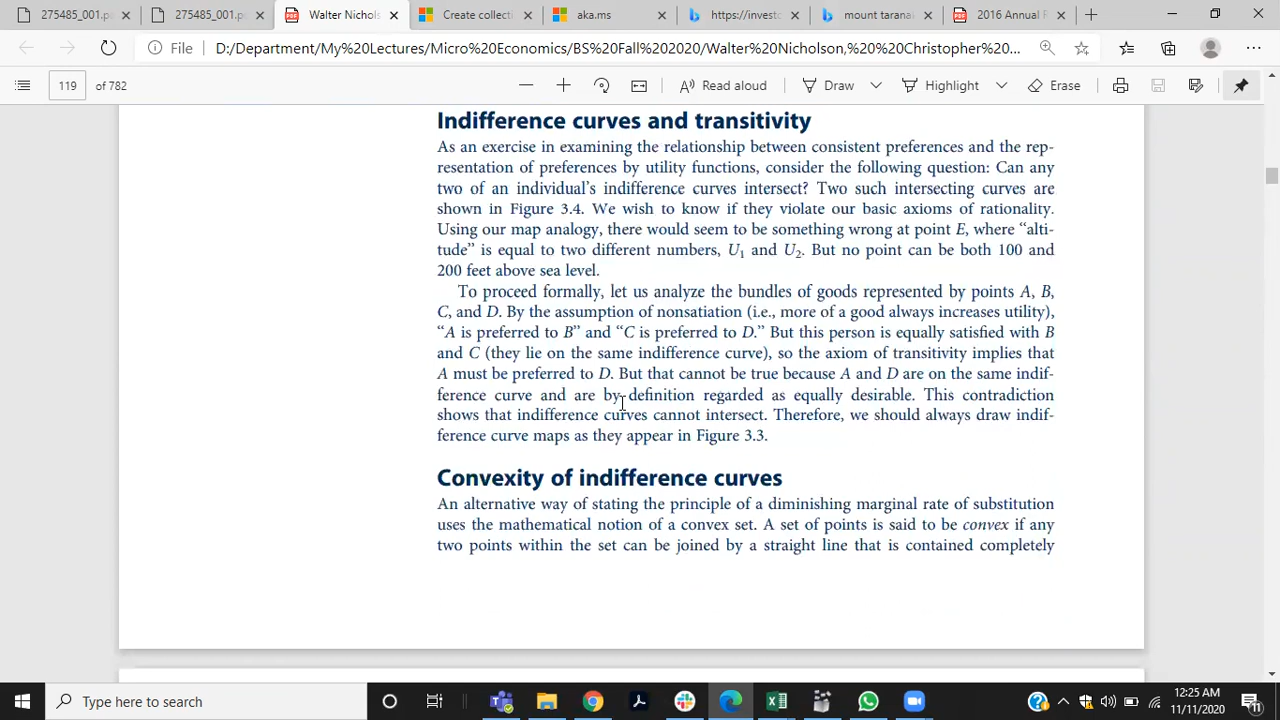 275485_001.pd
275485_001.pd
Walter Nichols
Create collecti
aka.ms
https://investo
mount tarana
2016 Annual R
File
D:/Department/My%20Lectures/Micro%20Economics/BS%20Fall%202020/Walter%20Nicholson,%20%20Christopher%20...
119 of 782
Read aloud
Draw
Highlight
Erase
Indifference curves and transitivity
As an exercise in examining the relationship between consistent preferences and the rep-
resentation of preferences by utility functions, consider the following question: Can any
two of an individual's indifference curves intersect? Two such intersecting curves are
shown in Figure 3.4. We wish to know if they violate our basic axioms of rationality.
Using our map analogy, there would seem to be something wrong at point E, where “alti-
tude” is equal to two different numbers, U1 and U2. But no point can be both 100 and
200 feet above sea level.
To proceed formally, let us analyze the bundles of goods represented by points A, B,
C, and D. By the assumption of nonsatiation (i.e., more of a good always increases utility),
“A is preferred to B” and “C is preferred to D.” But this person is equally satisfied with B
and C (they lie on the same indifference curve), so the axiom of transitivity implies that
A must be preferred to D. But that cannot be true because A and D are on the same indif-
ference curve and are by definition regarded as equally desirable. This contradiction
shows that indifference curves cannot intersect. Therefore, we should always draw indif-
ference curve maps as they appear in Figure 3.3.
Convexity of indifference curves
An alternative way of stating the principle of a diminishing marginal rate of substitution
uses the mathematical notion of a convex set. A set of points is said to be convex if any
two points within the set can be joined by a straight line that is contained completely
Type here to search
12:25 AM
11/11/2020